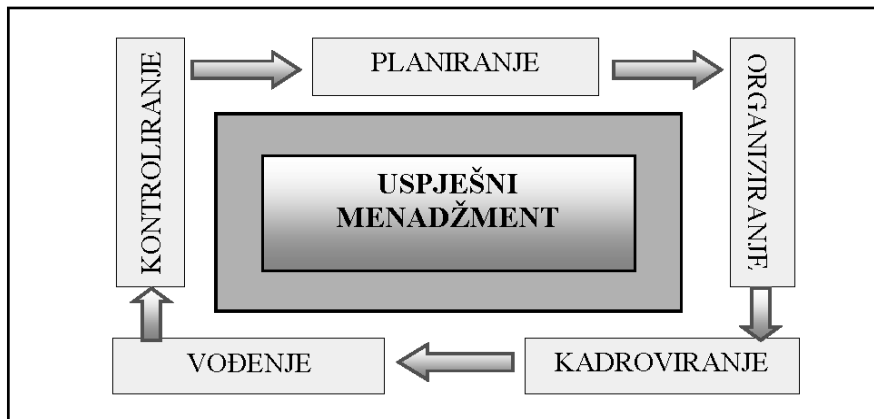 PLANIRANJE
ORGANIZIRANJE
KADROVIRANJE
VOĐENJE
KONTROLIRANJE
USPJEŠNI
MENADŽMENT